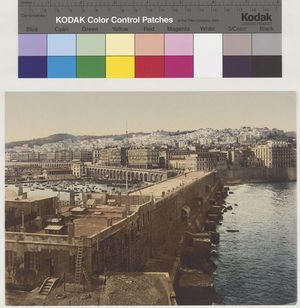 KODAK Color Control Patches
Kodak
Blue Cyan Green Yellow Red Magenta White 3/Color Black